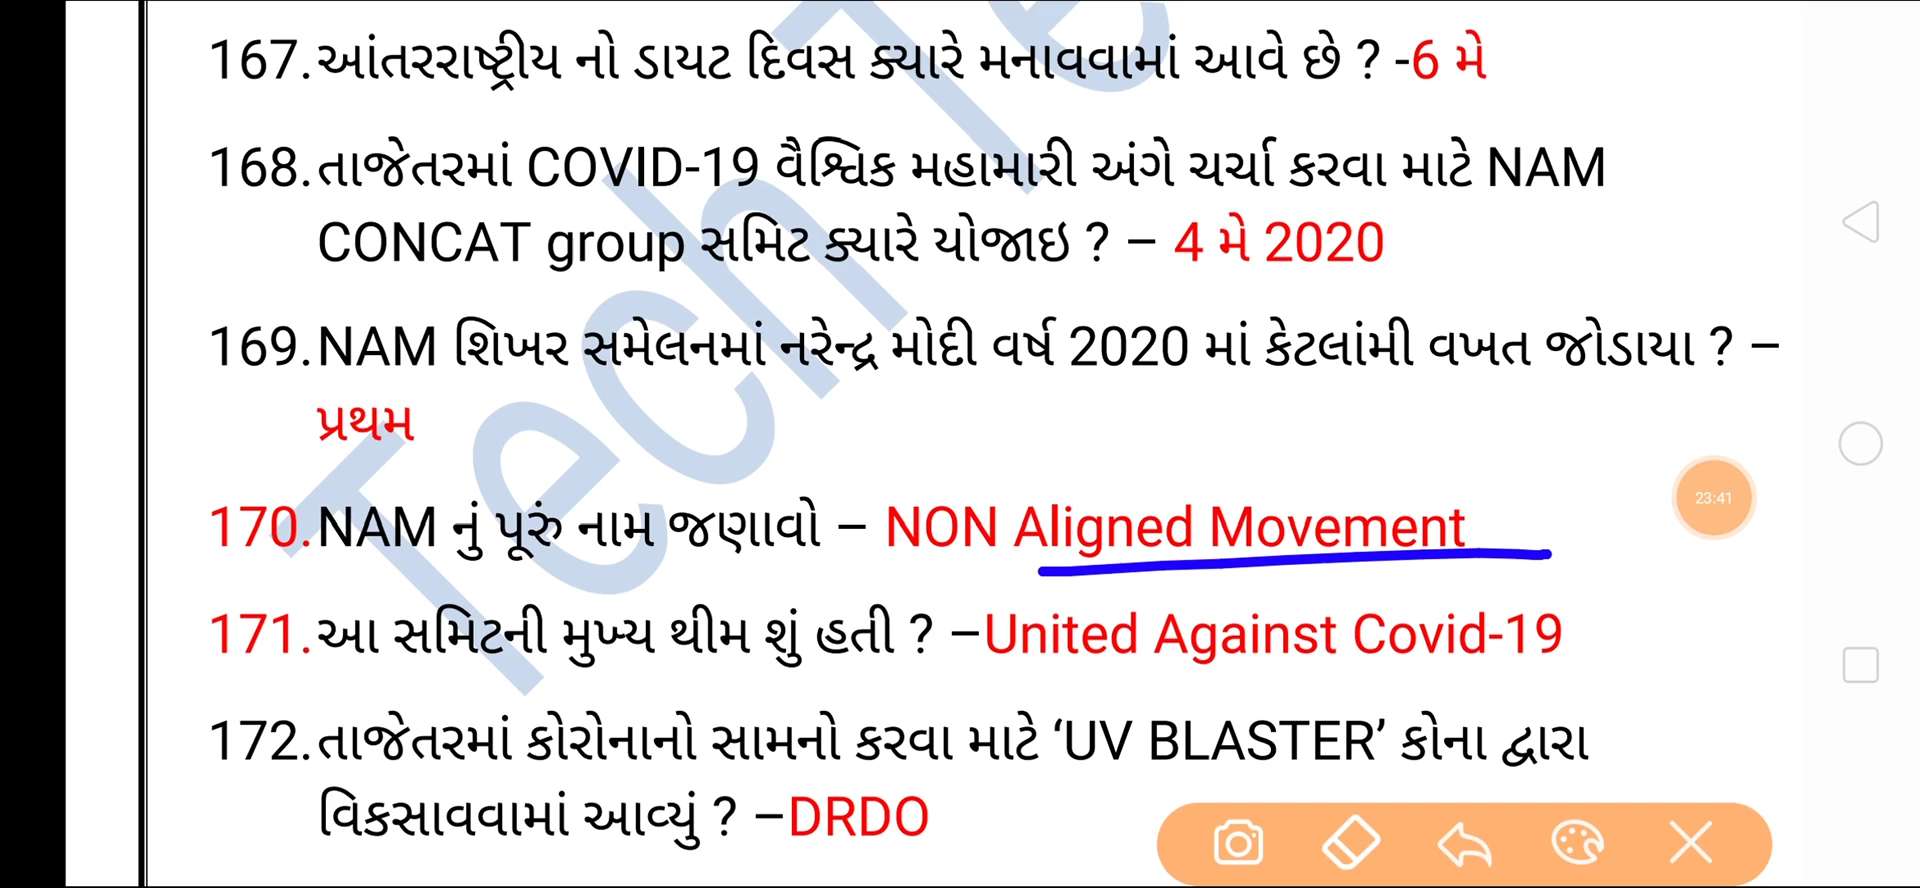 167. આંતરરાષ્ટ્રીય નો ડાયટ દિવસ ક્યારે મનાવવામાં આવે છે ? -6 મે
168. તાજેતરમાં COVID-19 વૈશ્વિક મહામારી અંગે ચર્ચા કરવા માટે NAM
CONCAT group સમિટ ક્યારે યોજાઇ ? – 4 મે 2020
169. NAM શિખર સમેલનમાં નરેન્દ્ર મોદી વર્ષ 2020 માં કેટલાંમી વખત જોડાયા ? –
પ્રથમ
170. NAM નું પૂરું નામ જણાવો – NON Aligned Movement
23:41
171. આ સમિટની મુખ્ય થીમ શું હતી ? –United Against Covid-19
172. તાજેતરમાં કોરોનાનો સામનો કરવા માટે ‘UV BLASTER’ કોના દ્વારા
વિકસાવવામાં આવ્યું ? –DRDO
Tech Te